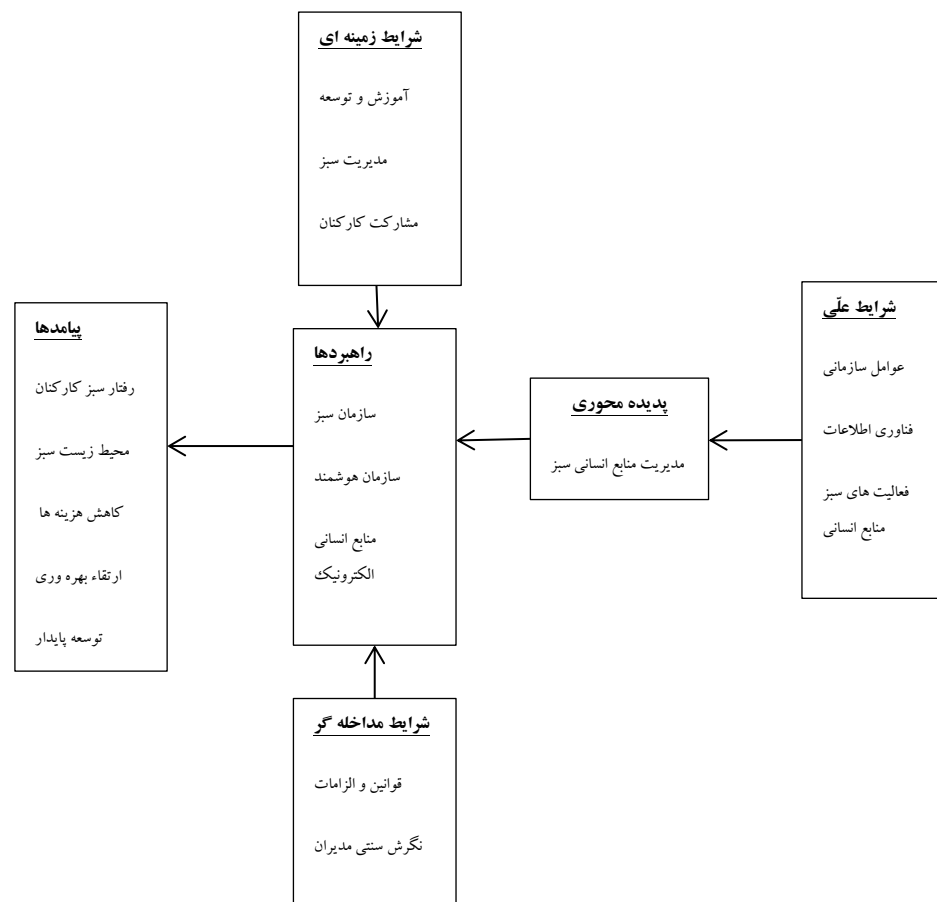 شرایط زمینه ای
آموزش و توسعه
مدیریت سبز
مشارکت کارکنان
شرایط علّی
عوامل سازمانی
فناوری اطلاعات
فعالیت های سبز
منابع انسانی
پدیده محوری
مدیریت منابع انسانی سبز
راهبردها
سازمان سبز
سازمان هوشمند
منابع انسانی
الکترونیک
پیامدها
رفتار سبز کارکنان
محیط زیست سبز
کاهش هزینه ها
ارتقاء بهره وری
توسعه پایدار
شرایط مداخله گر
قوانین و الزامات
نگرش سنتی مدیران